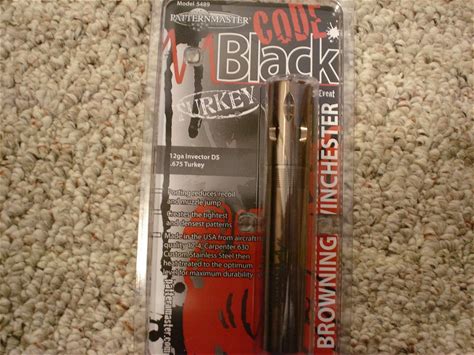 Model 5489
PATTERNMASTER
CODE
Black
TURKEY
12ga Invector DS
.675 Turkey
Porting reduces recoil
and muzzle jump
Creates the tightest
and densest patterns
Made in the USA from aircraft
quality 17-4, Carpenter 630
Custom Stainless Steel then
heat treated to the optimum
level for maximum durability
BROWNING
WINCHESTER
patternmaster.com